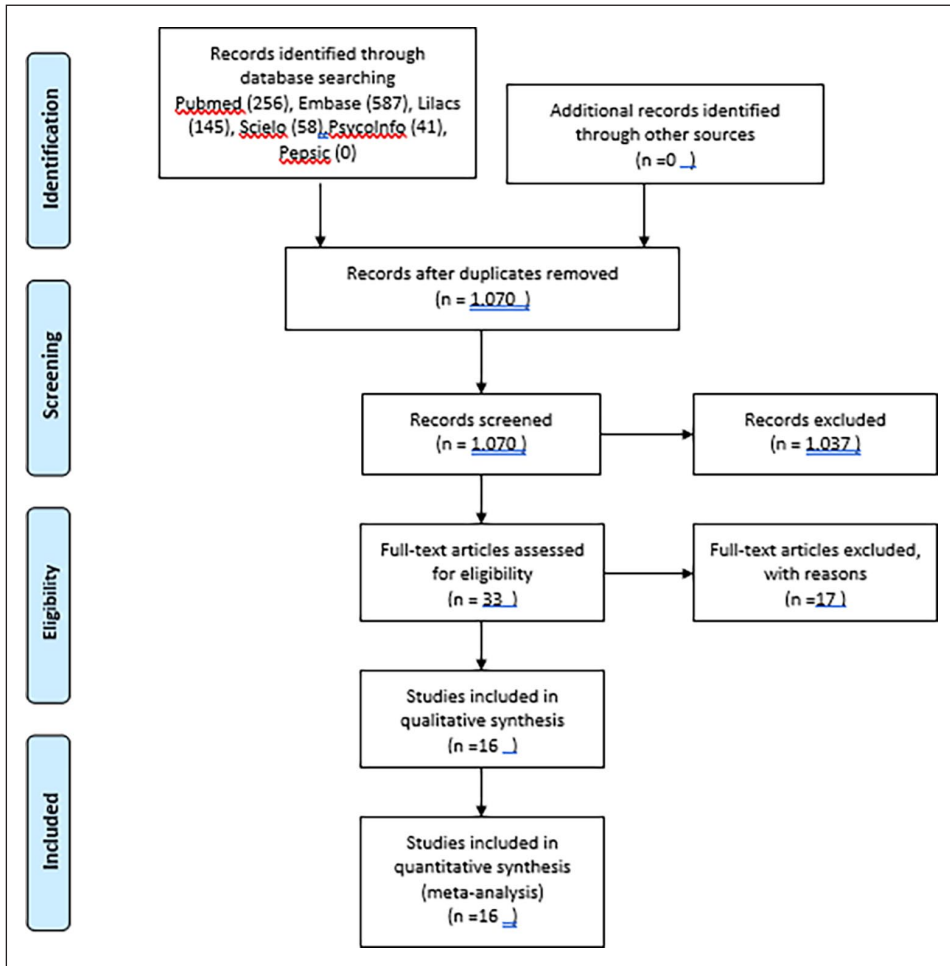 Identification
Records identified through
database searching
Pubmed (256), Embase (587), Lilacs
(145), Scielo (58),PsycoInfo (41),
Pepsic (0)
Additional records identified
through other sources
(n =0 )
Records after duplicates removed
(n = 1.070 )
Screening
Records screened
(n = 1.070 )
Records excluded
(n = 1.037 )
Eligibility
Full-text articles assessed
for eligibility
(n = 33 )
Full-text articles excluded,
with reasons
(n =17 )
Studies included in
qualitative synthesis
(n =16 )
Included
Studies included in
quantitative synthesis
(meta-analysis)
(n =16 )